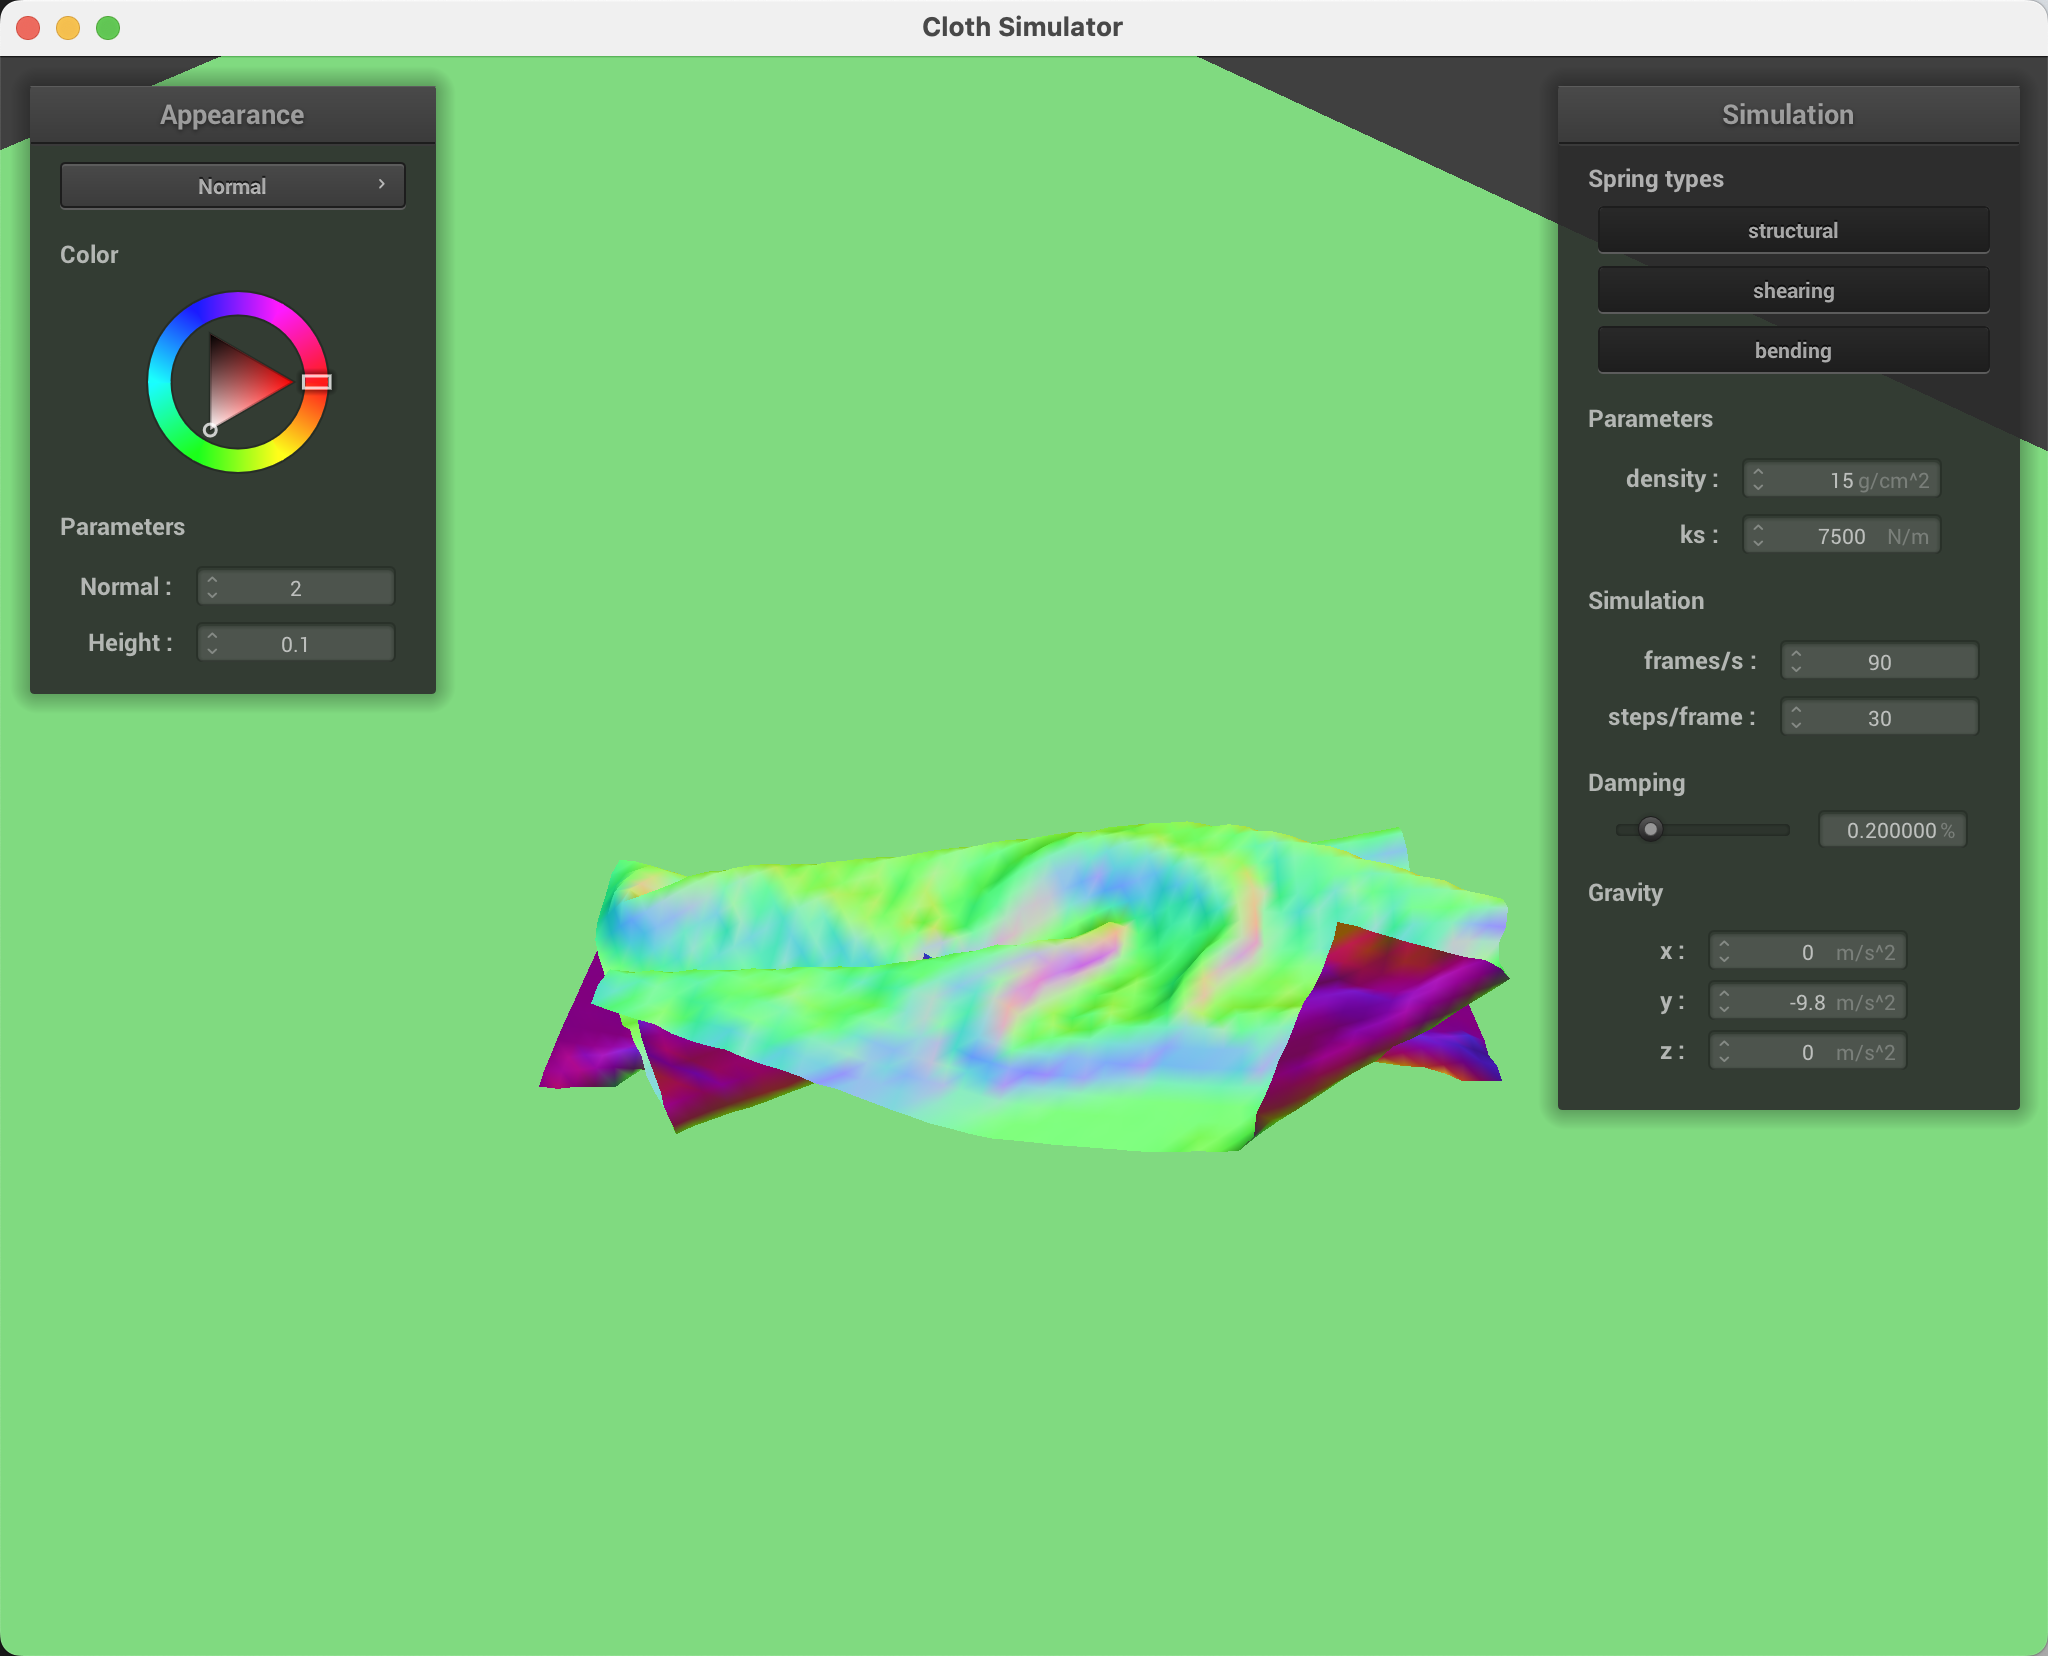 Cloth Simulator
Appearance
Normal
Color
Parameters
Normal : 2
Height : 0.1
Simulation
Spring types
structural
shearing
bending
Parameters
density : 15 g/cm^2
ks : 7500 N/m
Simulation
frames/s : 90
steps/frame : 30
Damping
0.200000 %
Gravity
x : 0 m/s^2
y : -9.8 m/s^2
z : 0 m/s^2